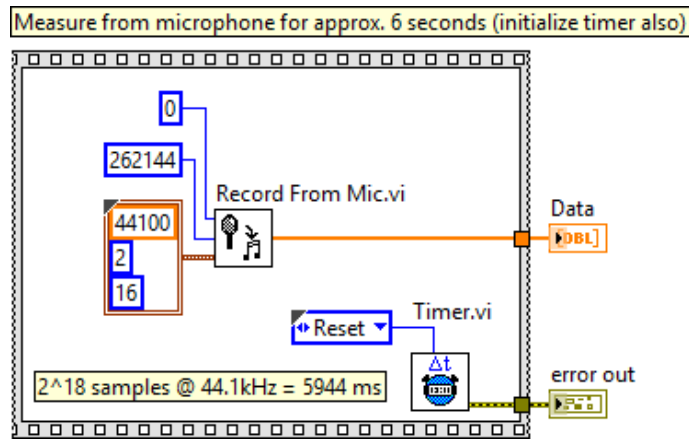 Measure from microphone for approx. 6 seconds (initialize timer also)
0
262144
Record From Mic.vi
44100
2
16
Data
DBL
Reset
Timer.vi
Δt
2^18 samples @ 44.1kHz = 5944 ms
error out